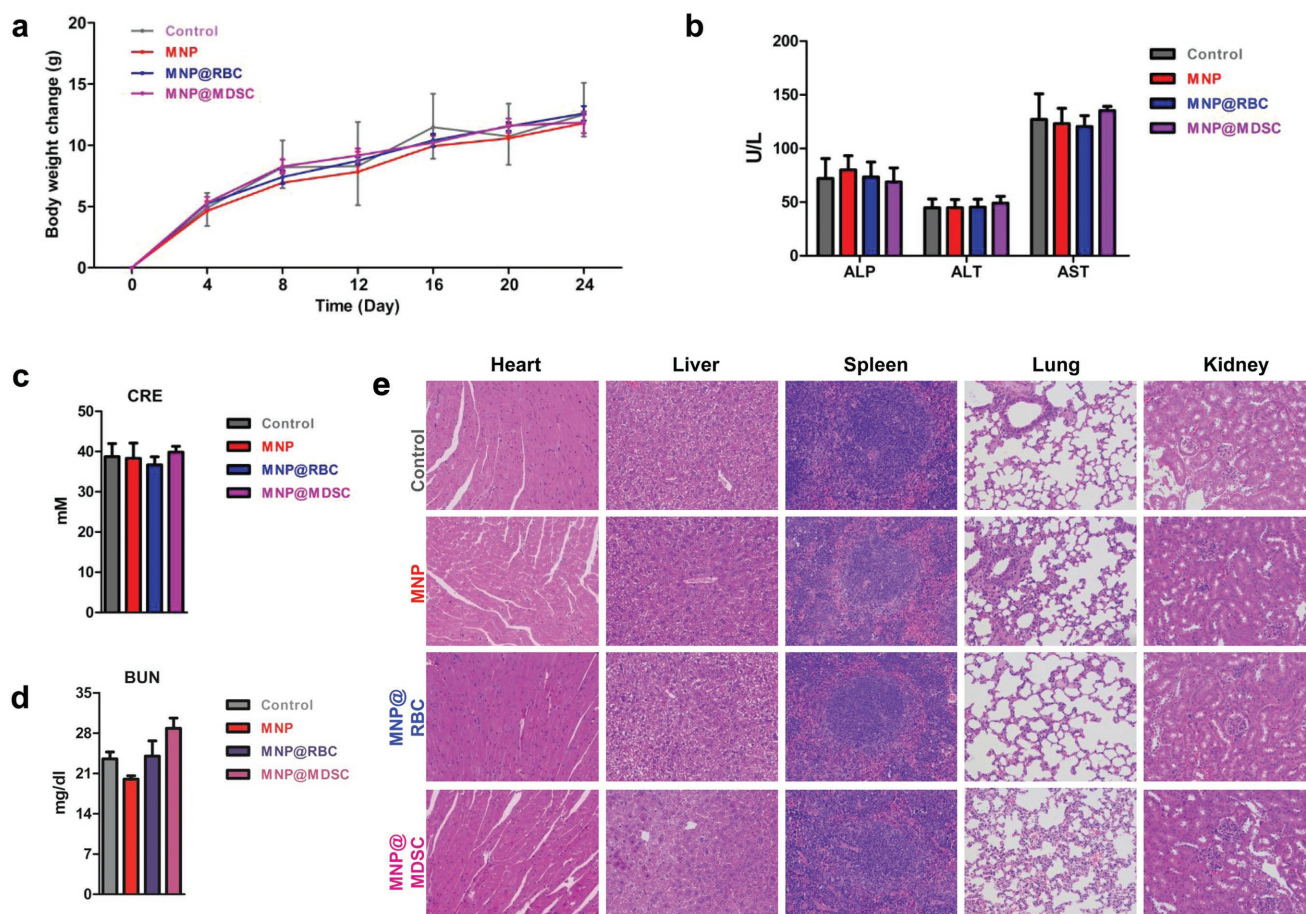 a
Body weight change (g)
20
15
10
5
0
Control
MNP
MNP@RBC
MNP@MDSC
0 4 8 12 16 20 24
Time (Day)
b
U/L
200
150
100
50
0
ALP ALT AST
Control
MNP
MNP@RBC
MNP@MDSC
c
CRE
mM
50
40
30
20
10
0
Control
MNP
MNP@RBC
MNP@MDSC
d
BUN
mg/dl
35
28
21
14
7
0
Control
MNP
MNP@RBC
MNP@MDSC
e
Heart Liver Spleen Lung Kidney
Control
MNP
MNP@
RBC
MNP@
MDSC